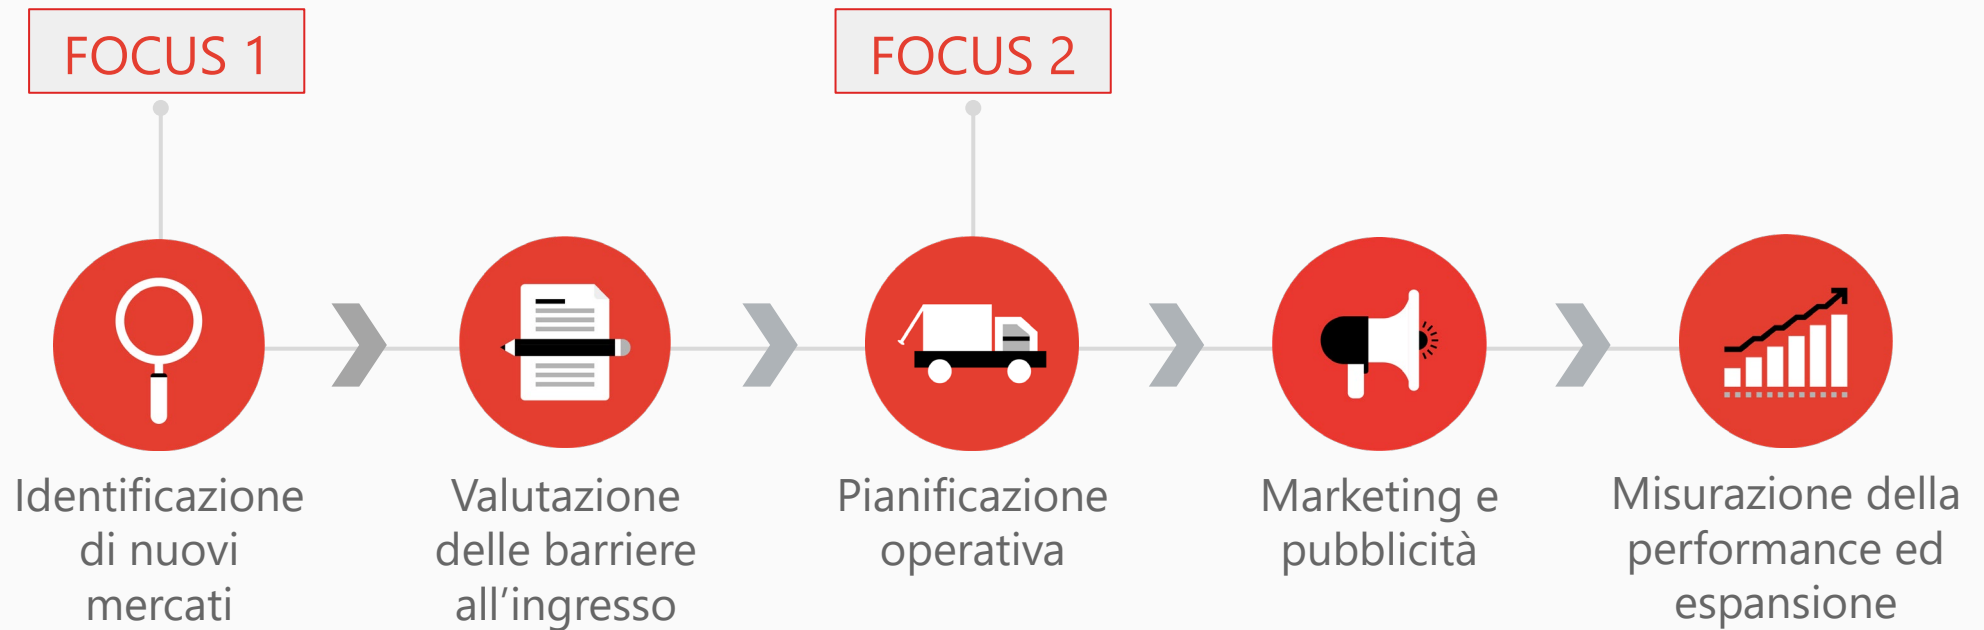 FOCUS 1
FOCUS 2
Identificazione
di nuovi
mercati
Valutazione
delle barriere
all'ingresso
Pianificazione
operativa
Marketing e
pubblicità
Misurazione della
performance ed
espansione